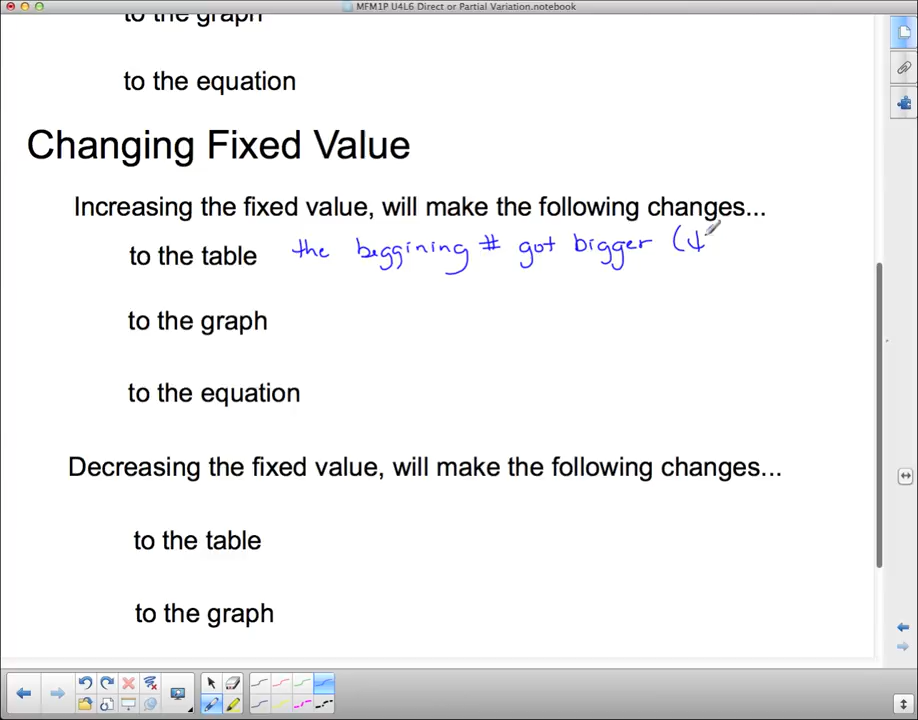 MFM1P U4L6 Direct or Partial Variation.notebook
to the graph
to the equation
Changing Fixed Value
Increasing the fixed value, will make the following changes...
to the table the beggining # got bigger (
to the graph
to the equation
Decreasing the fixed value, will make the following changes...
to the table
to the graph